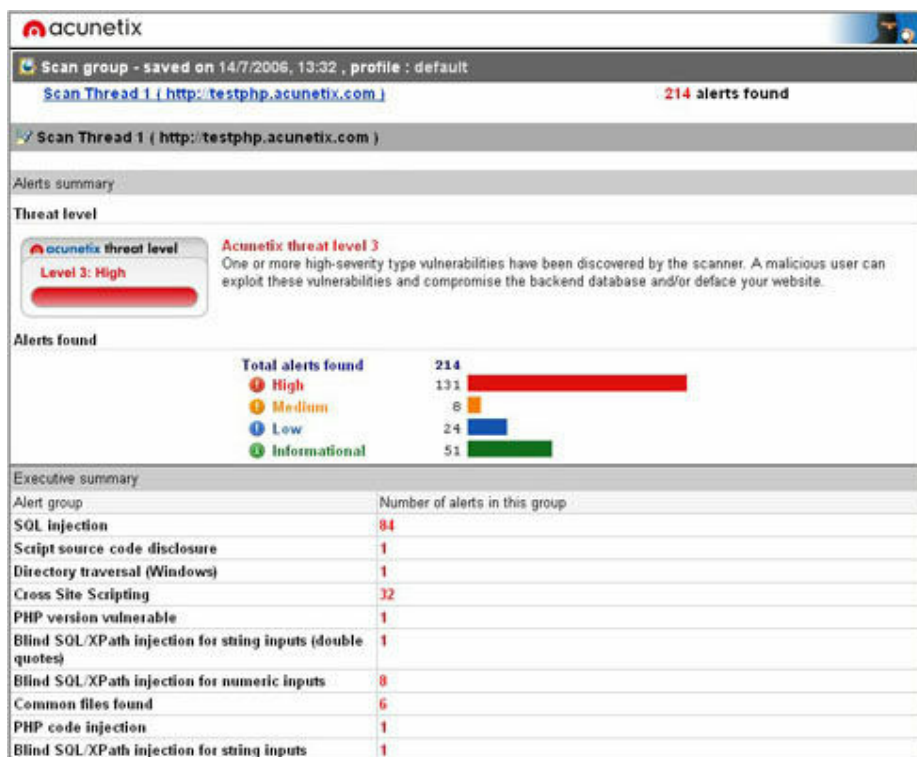 acunetix
Scan group - saved on 14/7/2006, 13:32 , profile : default
Scan Thread 1 ( http://testphp.acunetix.com )
214 alerts found
Scan Thread 1 ( http://testphp.acunetix.com )
Alerts summary
Threat level
acunetix threat level
Level 3: High
Acunetix threat level 3
One or more high-severity type vulnerabilities have been discovered by the scanner. A malicious user can
exploit these vulnerabilities and compromise the backend database and/or deface your website.
Alerts found
Total alerts found 214
High 131
Medium 8
Low 24
Informational 51
Executive summary
Alert group Number of alerts in this group
SQL injection 84
Script source code disclosure 1
Directory traversal (Windows) 1
Cross Site Scripting 32
PHP version vulnerable 1
Blind SQL/XPath injection for string inputs (double 1
quotes)
Blind SQL/XPath injection for numeric inputs 8
Common files found 6
PHP code injection 1
Blind SQL/XPath injection for string inputs 1